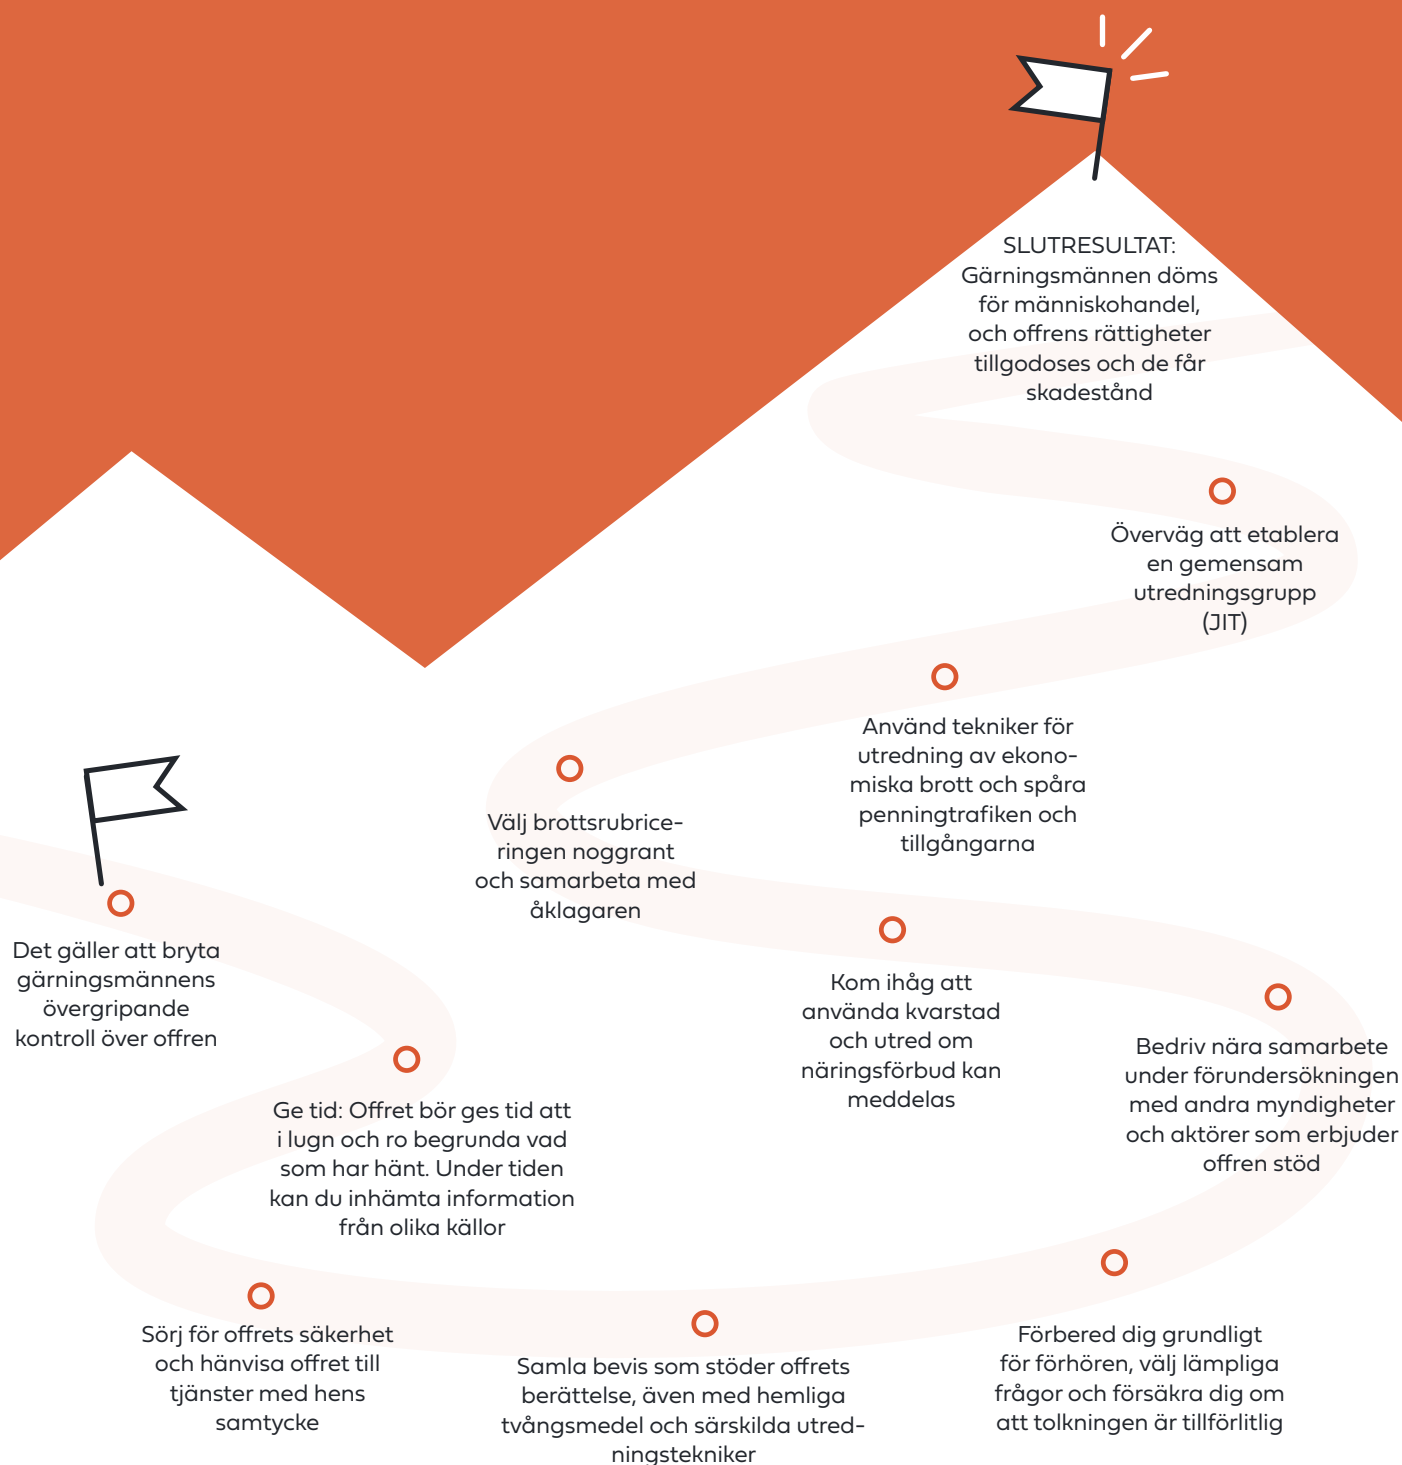 SLUTRESULTAT:
Gärningsmännen döms
för människohandel,
och offrens rättigheter
tillgodoses och de får
skadestånd
Överväg att etablera
en gemensam
utredningsgrupp
(JIT)
Använd tekniker för
utredning av ekono-
miska brott och spåra
penningtrafiken och
tillgångarna
Välj brottsrubrice-
ringen noggrant
och samarbeta med
åklagaren
Det gäller att bryta
gärningsmännens
övergripande
kontroll över offren
Kom ihåg att
använda kvarstad
och utred om
näringsförbud kan
meddelas
Bedriv nära samarbete
under förundersökningen
med andra myndigheter
och aktörer som erbjuder
offren stöd
Ge tid: Offret bör ges tid att
i lugn och ro begrunda vad
som har hänt. Under tiden
kan du inhämta information
från olika källor
Sörj för offrets säkerhet
och hänvisa offret till
tjänster med hens
samtycke
Samla bevis som stöder offrets
berättelse, även med hemliga
tvångsmedel och särskilda utred-
ningstekniker
Förbered dig grundligt
för förhören, välj lämpliga
frågor och försäkra dig om
att tolkningen är tillförlitlig